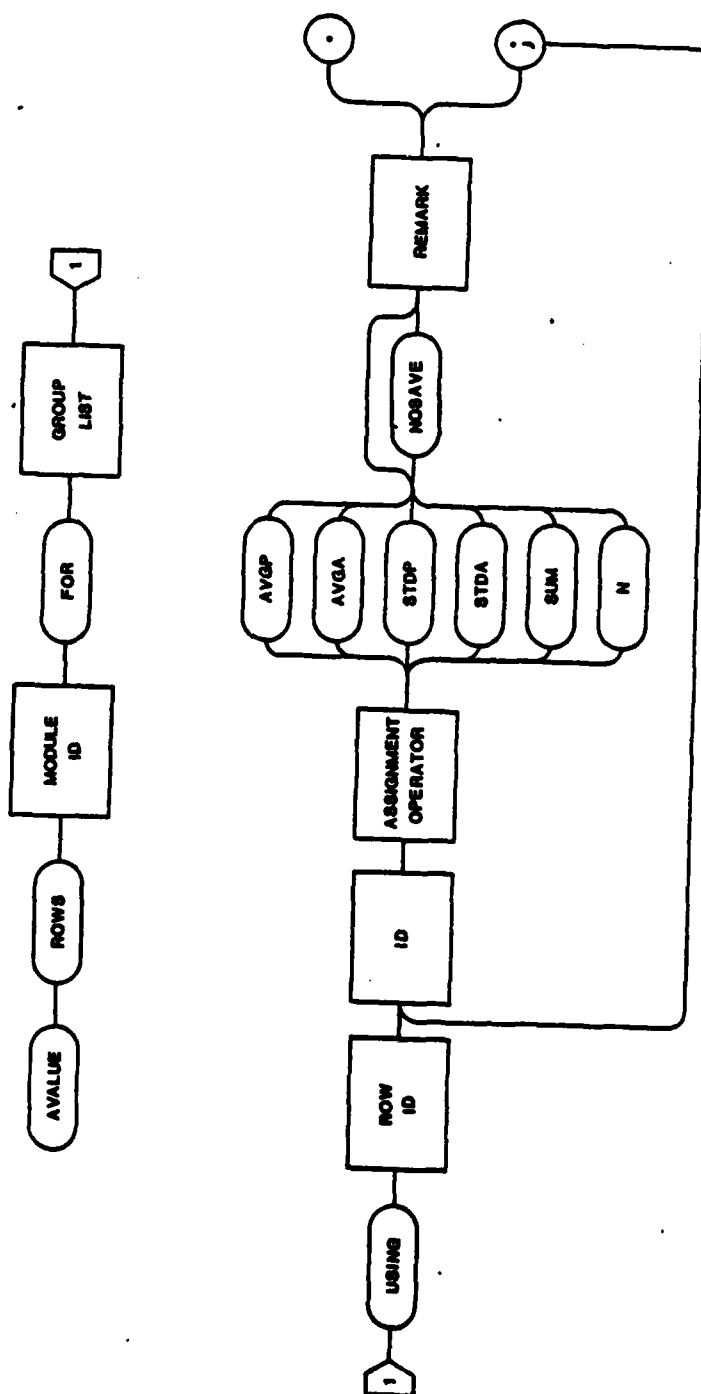 AVALUE
ROWS
MODULE
ID
FOR
GROUP
LIST
1
1
USING
ROW
ID
ID
ASSIGNMENT
OPERATOR
AVGP
AVGA
STDP
STDA
SUM
N
NOSAVE
REMARK
.
;